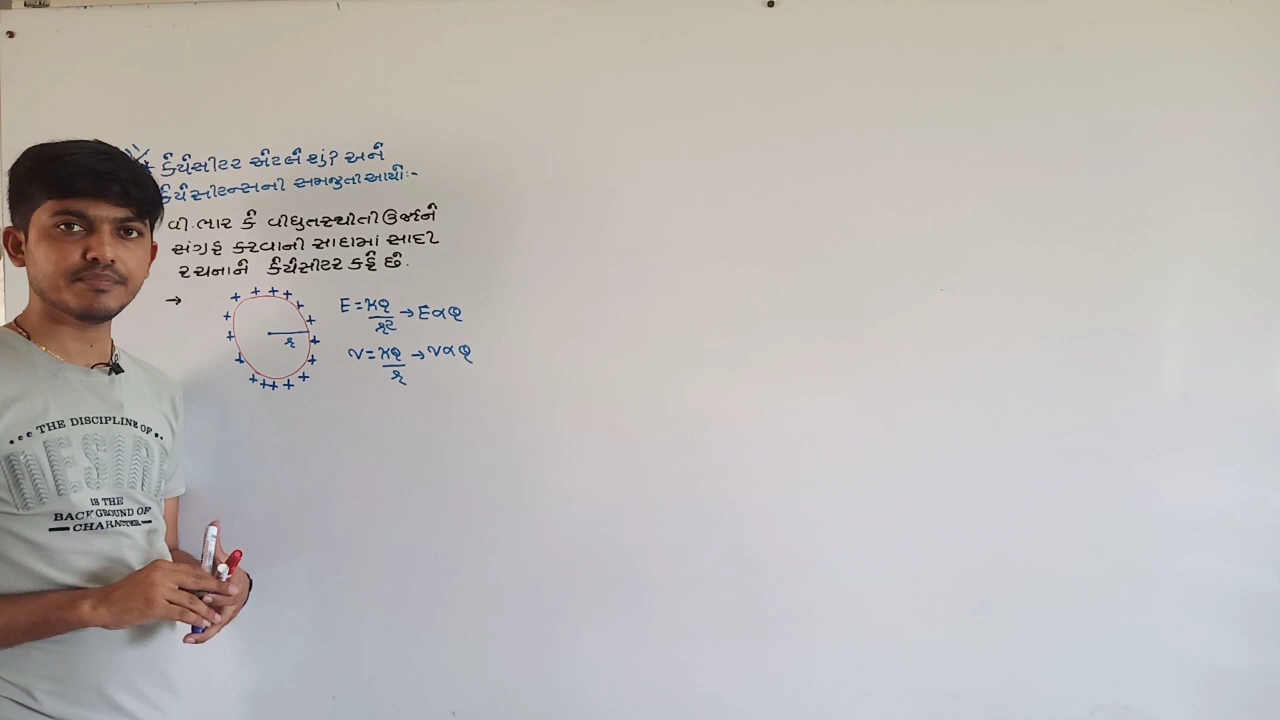 કૅપૅસીટર એટલે શું? અને
કૅપૅસીટન્સની સમજુતી આપો:-
વી.ભાર કે વીધુતસ્થીતી ઉર્જાને
સંગ્રહ કરવાની સાદામાં સાદી
રચનાને કૅપૅસીટર કહે છે.
→
+ + + + + + + + + + + + + + + + +
r
E = KQ/r² → E α Q
V = KQ/r → V α Q
THE DISCIPLINE OF
DESIRE
IS THE
BACKGROUND OF
CHARACTER